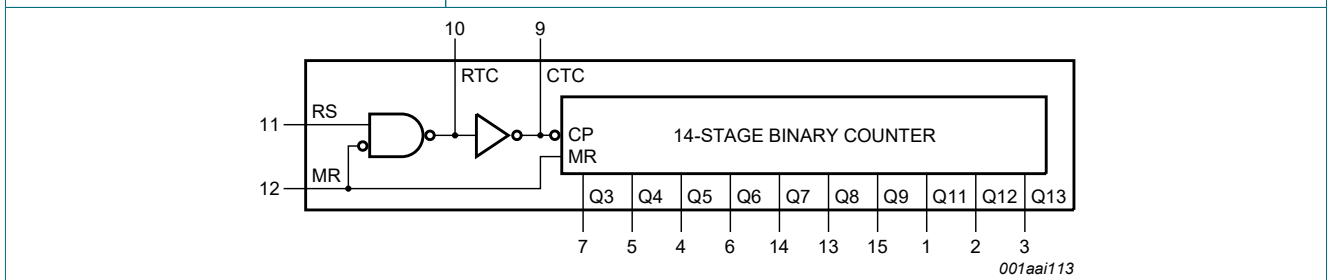 10 9
RTC CTC
11 RS
CP 14-STAGE BINARY COUNTER
MR
12 MR
Q3 Q4 Q5 Q6 Q7 Q8 Q9 Q11 Q12 Q13
7 5 4 6 14 13 15 1 2 3
001aai113